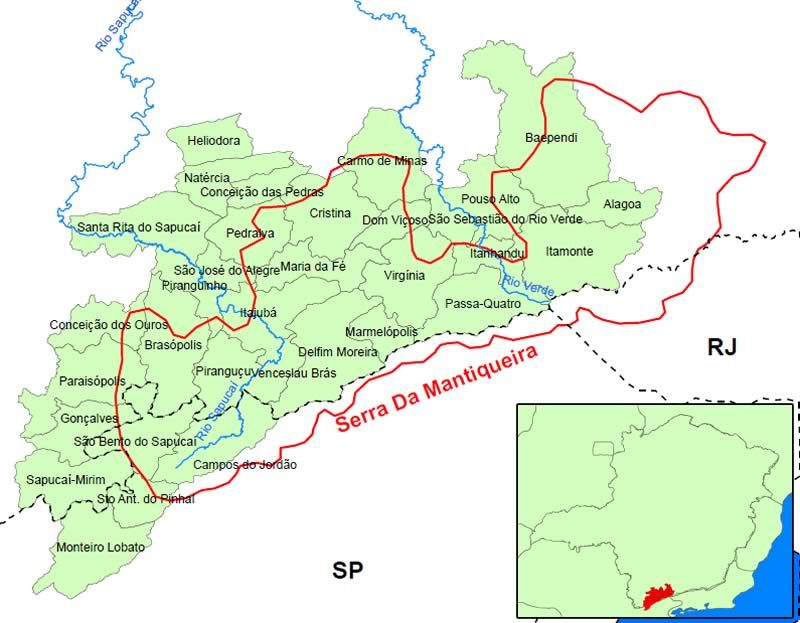 Rio Sapucaí
Heliodora
Baependi
Carmo de Minas
Natércia
Conceição das Pedras
Pouso Alto
Alagoa
Cristina
Dom Viçoso
São Sebastião do Rio Verde
Santa Rita do Sapucaí
Pedralva
Itanhandu
Itamonte
São José do Alegre
Maria da Fé
Virgínia
Piranguinho
Rio Verde
Passa-Quatro
Itajubá
Conceição dos Ouros
Marmelópolis
Brasópolis
Delfim Moreira
RJ
Piranguçu
Venceslau Brás
Paraisópolis
Serra Da Mantiqueira
Rio Sapucaí
Gonçalves
São Bento do Sapucaí
Campos do Jordão
Sapucaí-Mirim
Sto Ant. do Pinhal
Monteiro Lobato
SP